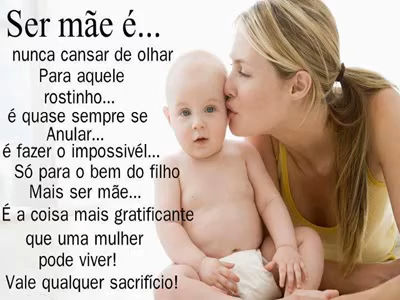 Ser mãe é...
nunca cansar de olhar
Para aquele
rostinho...
é quase sempre se
Anular...
é fazer o impossivél...
Só para o bem do filho
Mais ser mãe...
É a coisa mais gratificante
que uma mulher
pode viver!
Vale qualquer sacrifício!